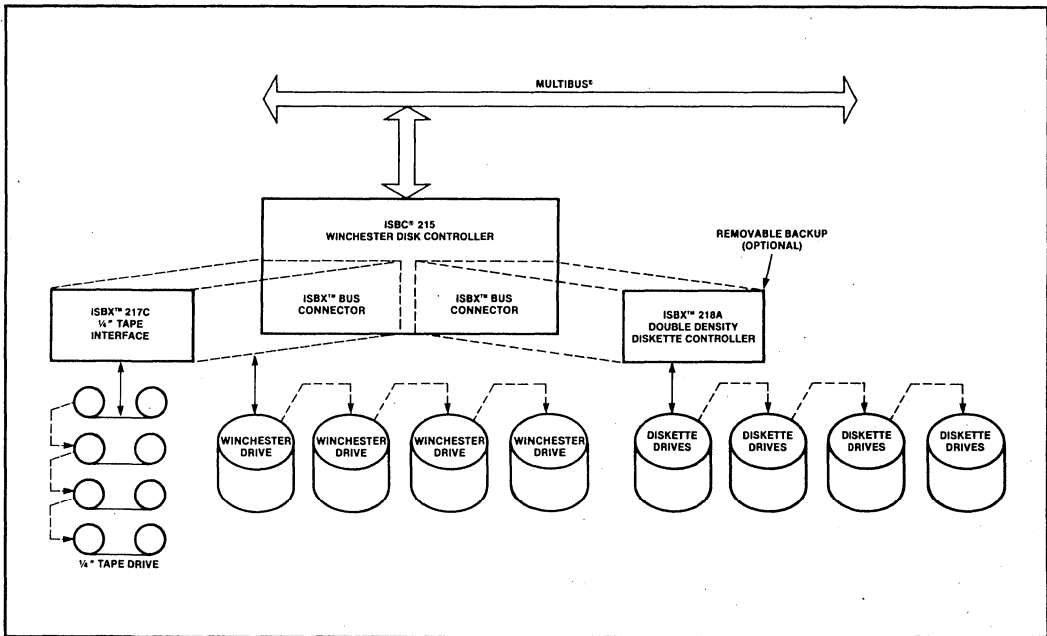 MULTIBUS®
ISBC® 215
WINCHESTER DISK CONTROLLER
REMOVABLE BACKUP
(OPTIONAL)
ISBX™ BUS
CONNECTOR
ISBX™ BUS
CONNECTOR
ISBX™ 217C
¼" TAPE
INTERFACE
ISBX™ 218A
DOUBLE DENSITY
DISKETTE CONTROLLER
WINCHESTER
DRIVE
WINCHESTER
DRIVE
WINCHESTER
DRIVE
WINCHESTER
DRIVE
DISKETTE
DRIVES
DISKETTE
DRIVES
DISKETTE
DRIVES
DISKETTE
DRIVES
¼" TAPE DRIVE